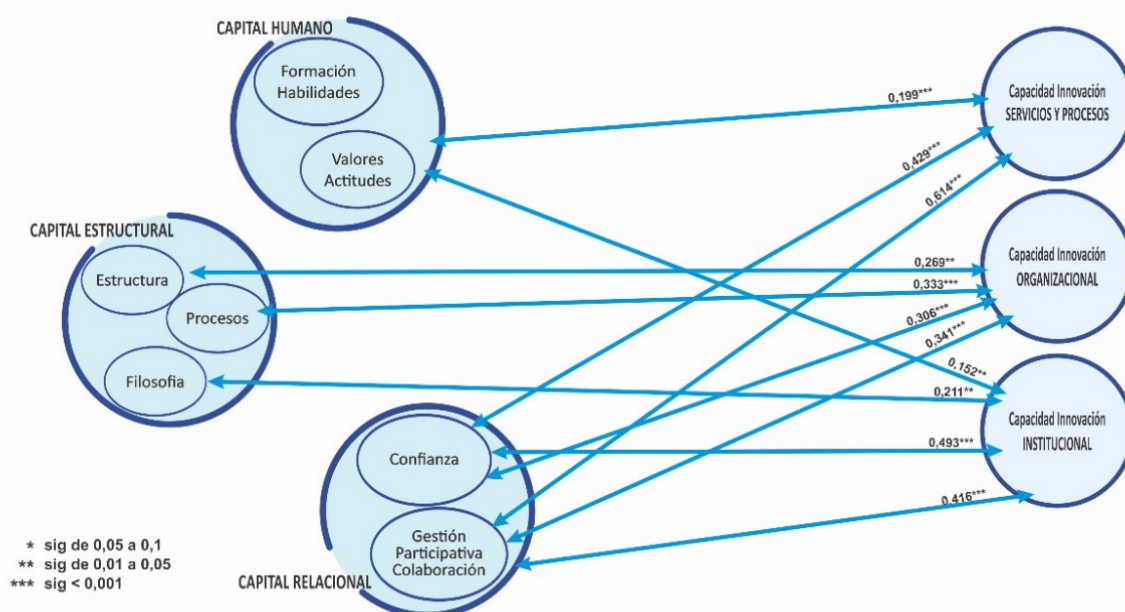 CAPITAL HUMANO
Formación
Habilidades
Valores
Actitudes
CAPITAL ESTRUCTURAL
Estructura
Procesos
Filosofia
Confianza
Gestión
Participativa
Colaboración
CAPITAL RELACIONAL
0,199***
0,429***
0,614***
0,269**
0,333***
0,306***
0,341***
0,152**
0,211**
0,493***
0,416***
Capacidad Innovación
SERVICIOS Y PROCESOS
Capacidad Innovación
ORGANIZACIONAL
Capacidad Innovación
INSTITUCIONAL
* sig de 0,05 a 0,1
** sig de 0,01 a 0,05
*** sig < 0,001